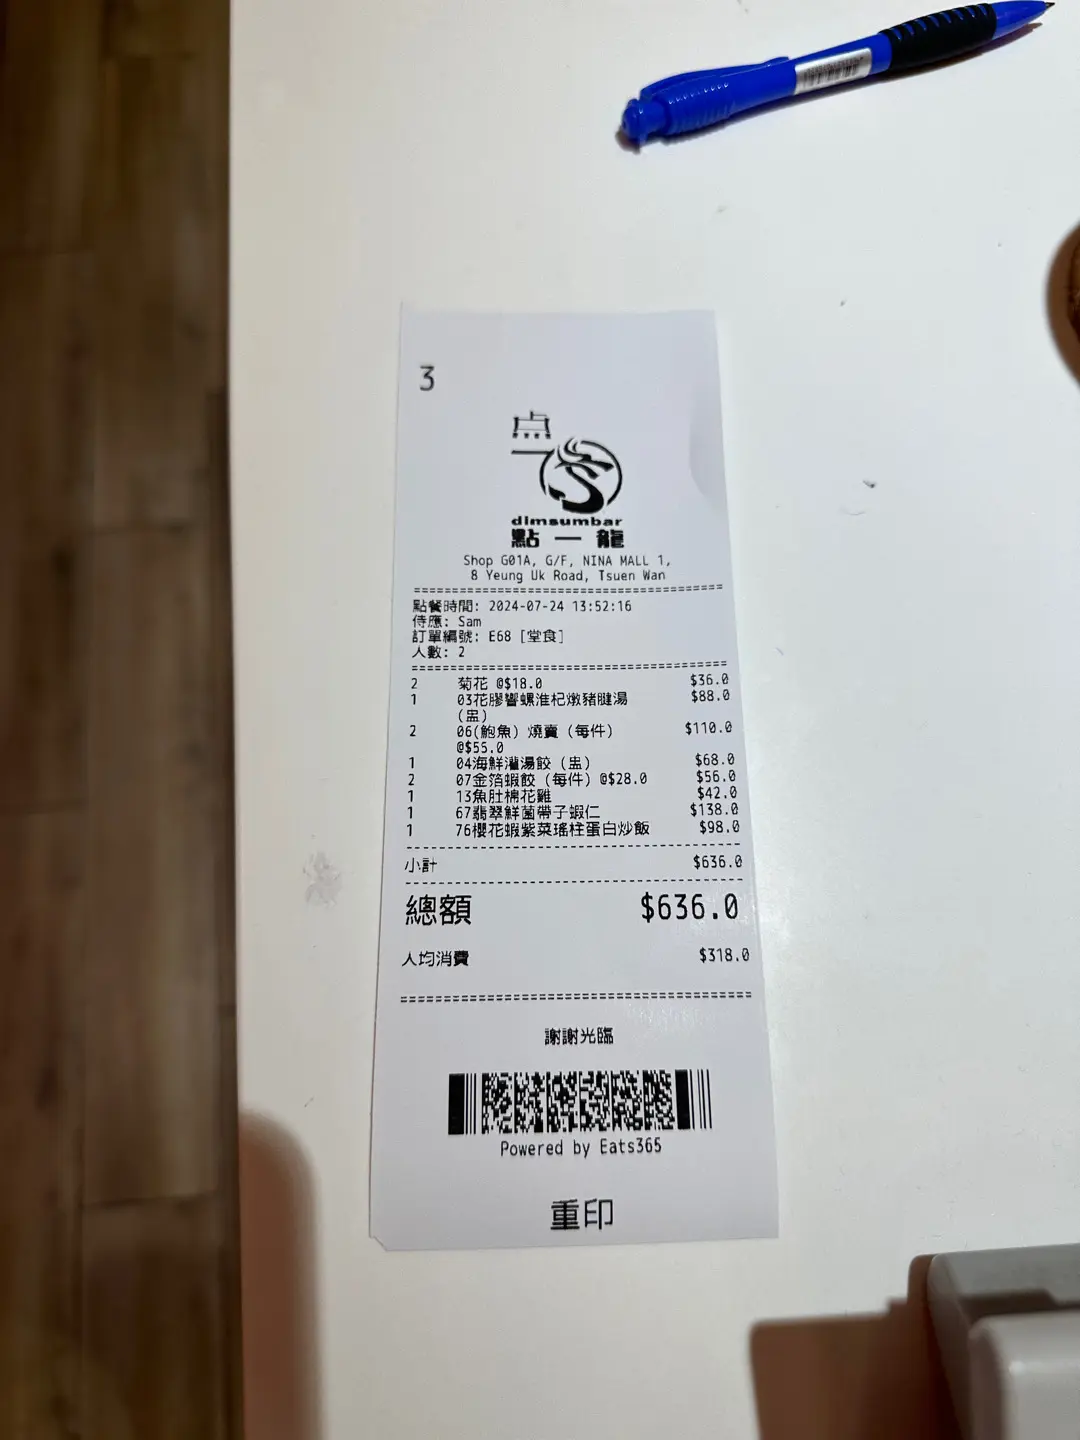 3
点
一
dimsumbar
點一龍
Shop G01A, G/F, NINA MALL 1,
8 Yeung Uk Road, Tsuen Wan
點餐時間: 2024-07-24 13:52:16
侍應: Sam
訂單編號: E68 [堂食]
人數: 2
2 菊花 @$18.0 $36.0
1 03花膠響螺淮杞燉豬腱湯 $88.0
(盅)
2 06(鮑魚) 燒賣 (每件) $110.0
@$55.0
1 04海鮮灌湯餃 (盅) $68.0
2 07金箔蝦餃 (每件) @$28.0 $56.0
1 13魚肚棉花雞 $42.0
1 67翡翠鮮菌帶子蝦仁 $138.0
1 76櫻花蝦紫菜瑤柱蛋白炒飯 $98.0
小計 $636.0
總額 $636.0
人均消費 $318.0
謝謝光臨
Powered by Eats365
重印